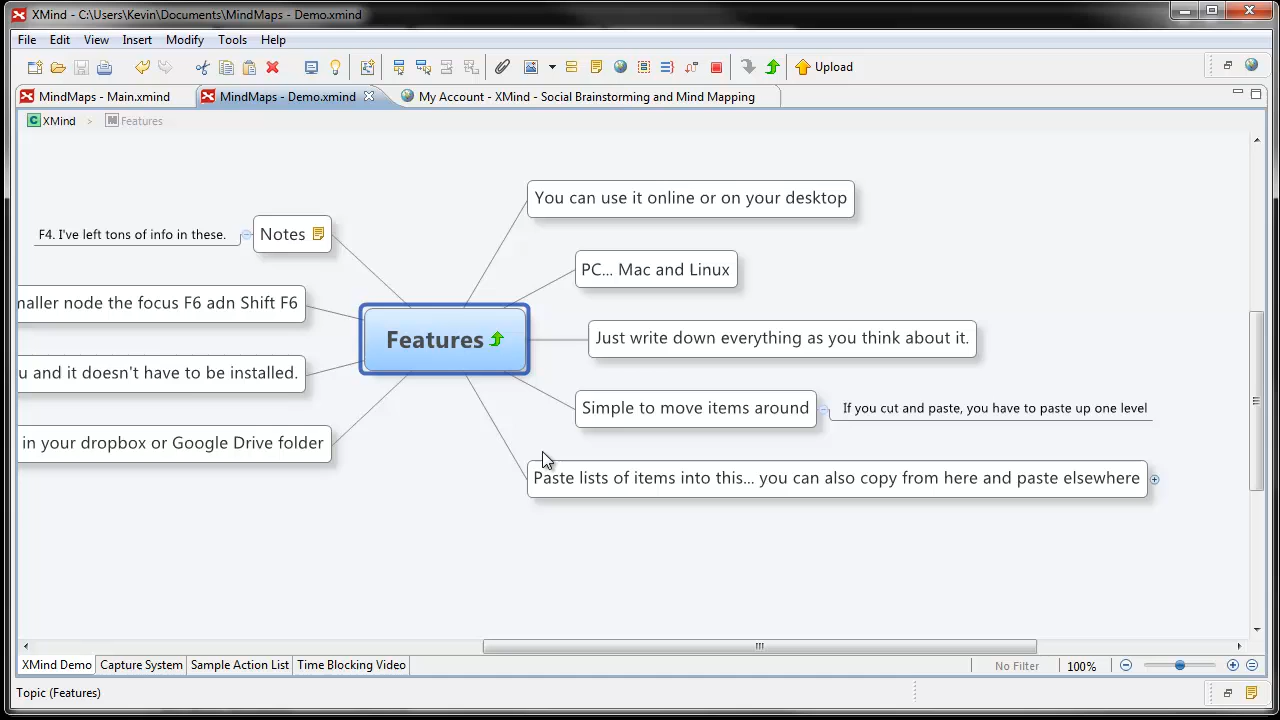 XMind - C:\Users\Kevin\Documents\MindMaps - Demo.xmind
File Edit View Insert Modify Tools Help
Upload
MindMaps - Main.xmind MindMaps - Demo.xmind My Account - XMind - Social Brainstorming and Mind Mapping
XMind > Features
You can use it online or on your desktop
F4. I've left tons of info in these. Notes
PC... Mac and Linux
node the focus F6 adn Shift F6
Features
Just write down everything as you think about it.
and it doesn't have to be installed.
Simple to move items around
If you cut and paste, you have to paste up one level
in your dropbox or Google Drive folder
Paste lists of items into this... you can also copy from here and paste elsewhere
XMind Demo Capture System Sample Action List Time Blocking Video No Filter 100%
Topic (Features)